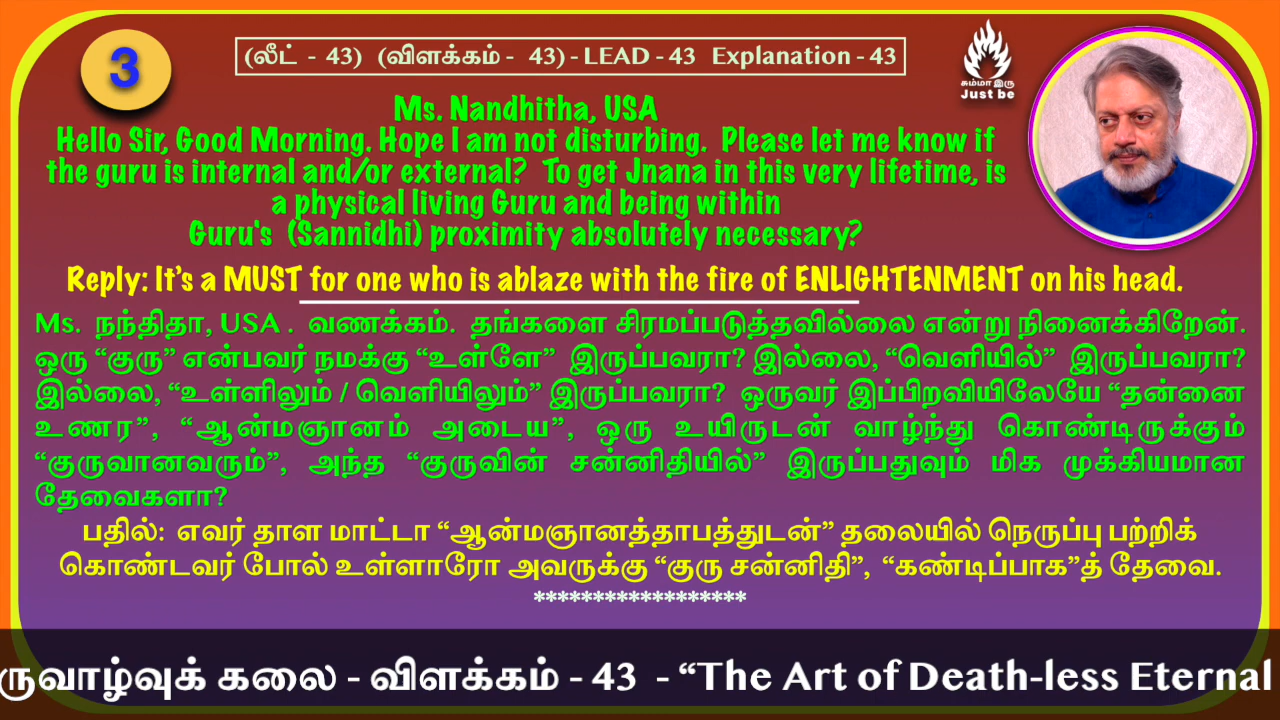 3
(லீட் - 43) (விளக்கம் - 43) - LEAD - 43 Explanation - 43
சும்மா இரு
Just be
Ms. Nandhitha, USA
Hello Sir, Good Morning. Hope I am not disturbing. Please let me know if
the guru is internal and/or external? To get Jnana in this very lifetime, is
a physical living Guru and being within
Guru's (Sannidhi) proximity absolutely necessary?
Reply: It's a MUST for one who is ablaze with the fire of ENLIGHTENMENT on his head.
Ms. நந்திதா, USA . வணக்கம். தங்களை சிரமப்படுத்தவில்லை என்று நினைக்கிறேன்.
ஒரு “குரு” என்பவர் நமக்கு “உள்ளே” இருப்பவரா? இல்லை, “வெளியில்” இருப்பவரா?
இல்லை, “உள்ளிலும் / வெளியிலும்” இருப்பவரா? ஒருவர் இப்பிறவியிலேயே “தன்னை
உணர”, “ஆன்மஞானம் அடைய”, ஒரு உயிருடன் வாழ்ந்து கொண்டிருக்கும்
“குருவானவரும்”, அந்த “குருவின் சன்னிதியில்” இருப்பதுவும் மிக முக்கியமான
தேவைகளா?
பதில்: எவர் தாள மாட்டா “ஆன்மஞானத்தாபத்துடன்” தலையில் நெருப்பு பற்றிக்
கொண்டவர் போல் உள்ளாரோ அவருக்கு “குரு சன்னிதி”, “கண்டிப்பாக”த் தேவை.
******************
ருவாழ்வுக் கலை - விளக்கம் - 43 - “The Art of Death-less Eternal